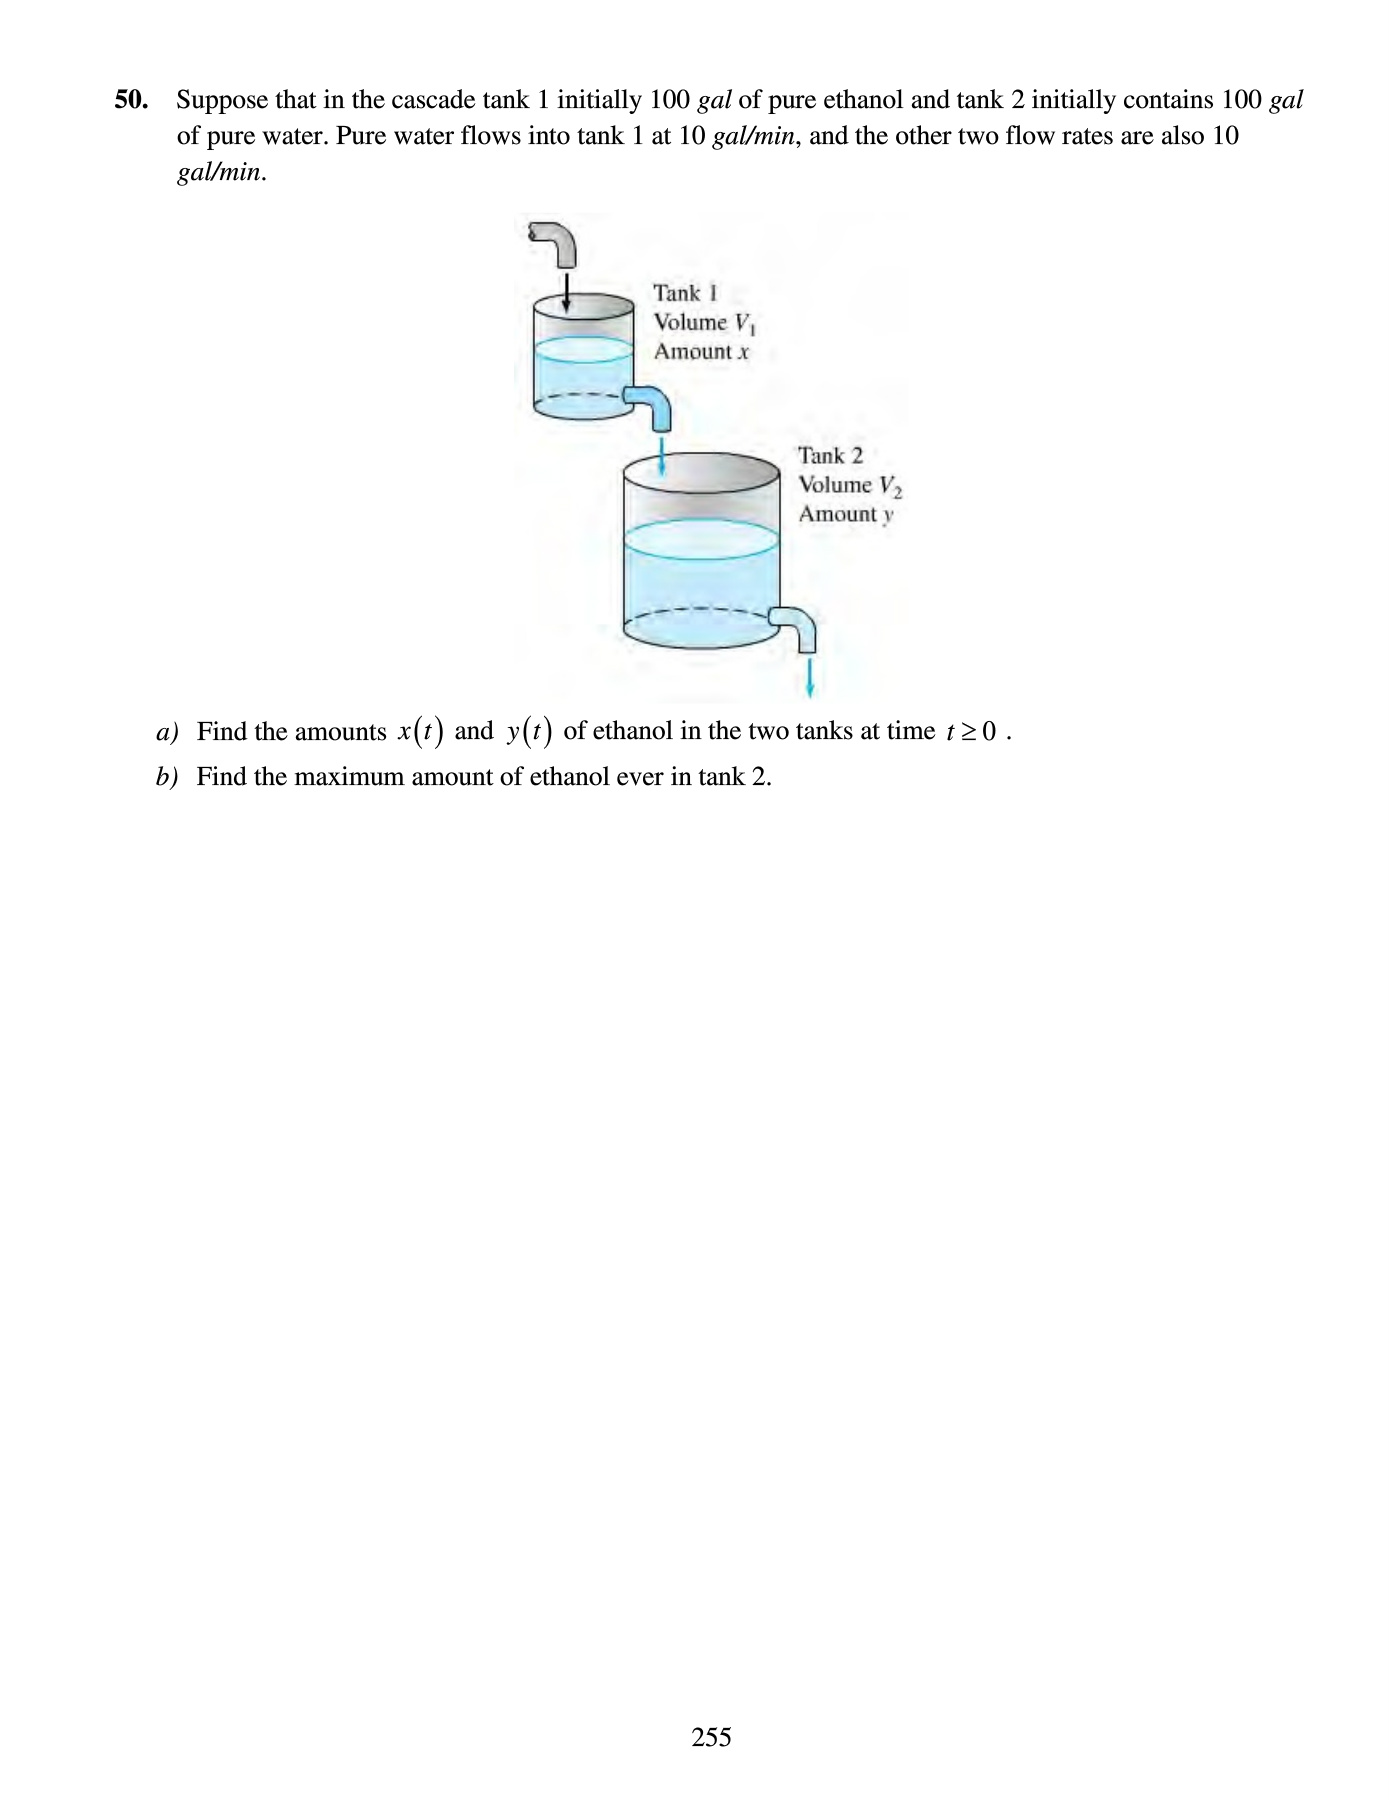 50. Suppose that in the cascade tank 1 initially 100 gal of pure ethanol and tank 2 initially contains 100 gal
of pure water. Pure water flows into tank 1 at 10 gal/min, and the other two flow rates are also 10
gal/min.
Tank 1
Volume V₁
Amount x
Tank 2
Volume V₂
Amount y
a) Find the amounts x(t) and y(t) of ethanol in the two tanks at time t ≥ 0 .
b) Find the maximum amount of ethanol ever in tank 2.
255